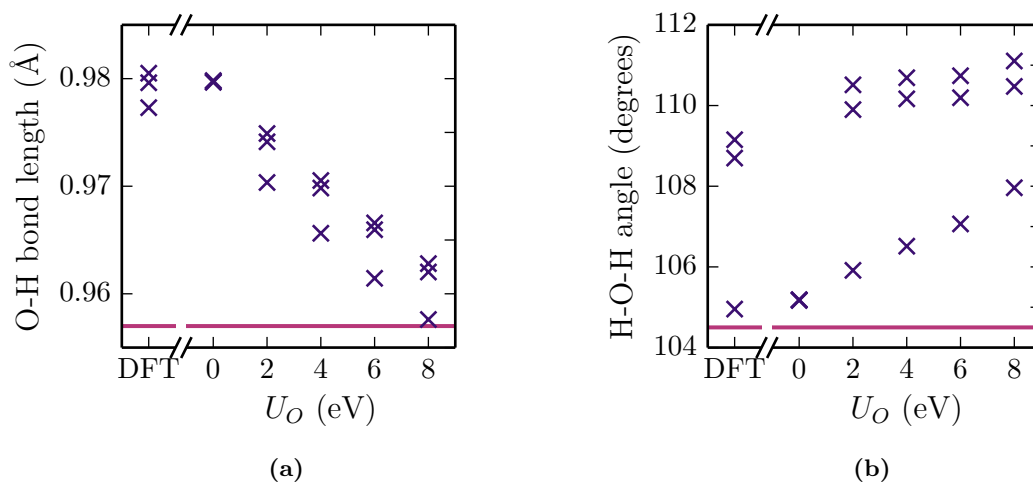 O-H bond length (Å)
0.98
0.97
0.96
DFT 0 2 4 6 8
U_O (eV)
(a)
H-O-H angle (degrees)
112
110
108
106
104
DFT 0 2 4 6 8
U_O (eV)
(b)